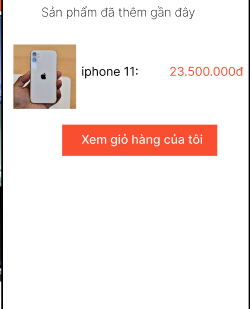 Sản phẩm đã thêm gần đây
iphone 11: 23.500.000đ
Xem giỏ hàng của tôi